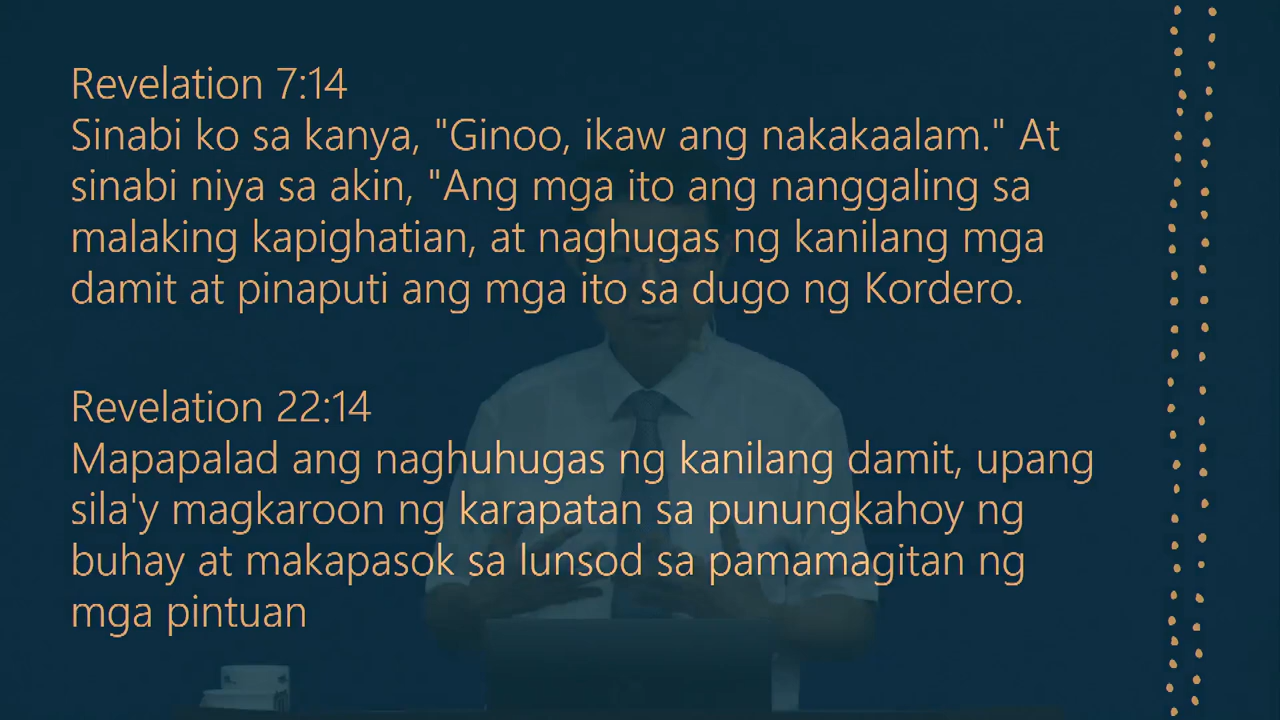 Revelation 7:14
Sinabi ko sa kanya, "Ginoo, ikaw ang nakakaalam." At
sinabi niya sa akin, "Ang mga ito ang nanggaling sa
malaking kapighatian, at naghugas ng kanilang mga
damit at pinaputi ang mga ito sa dugo ng Kordero.
Revelation 22:14
Mapapalad ang naghuhugas ng kanilang damit, upang
sila'y magkaroon ng karapatan sa punungkahoy ng
buhay at makapasok sa lunsod sa pamamagitan ng
mga pintuan